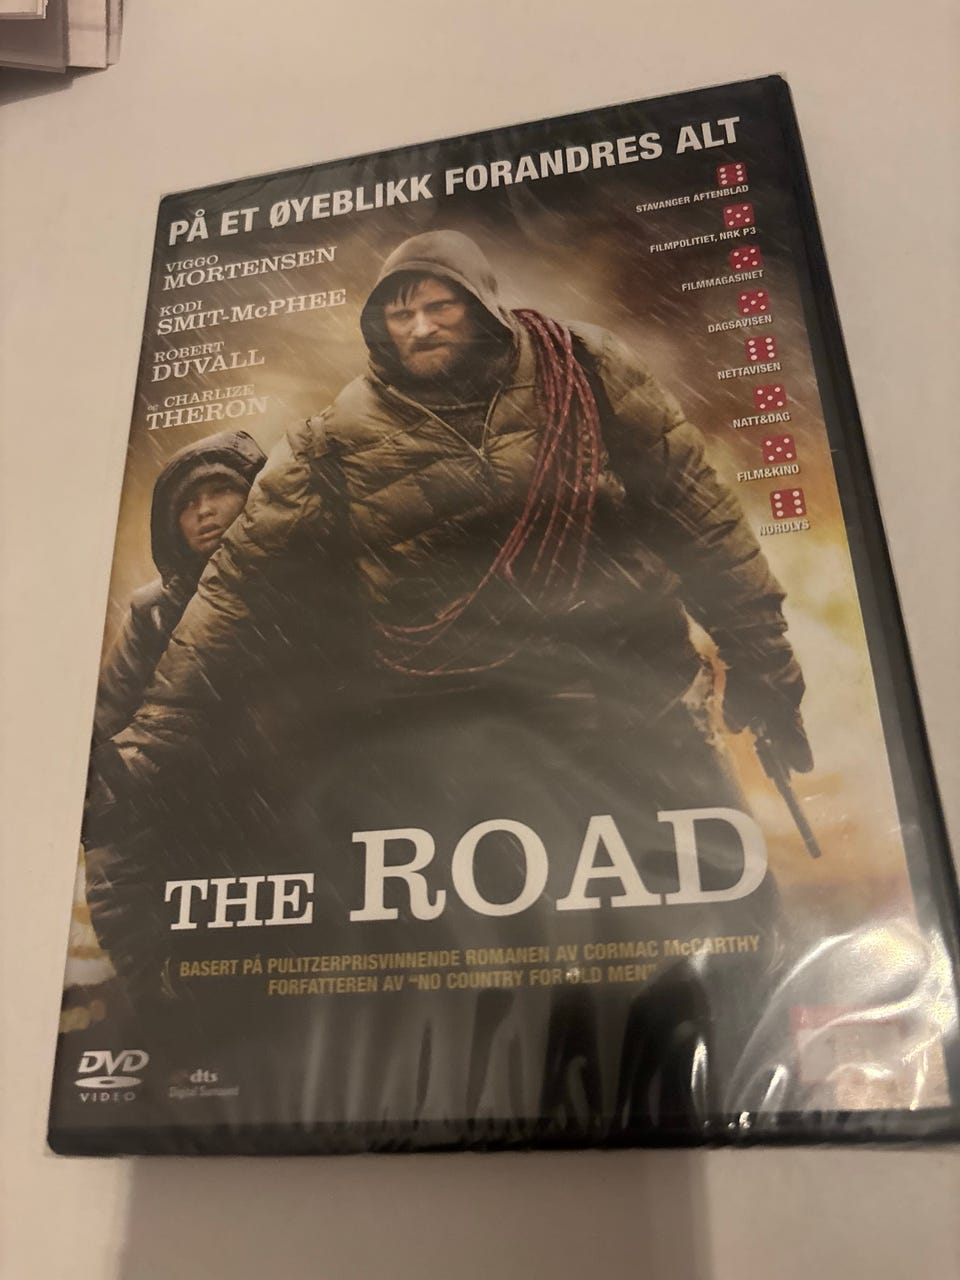 PÅ ET ØYEBLIKK FORANDRES ALT
VIGGO
MORTENSEN
KODI
SMIT-McPHEE
ROBERT
DUVALL
OG CHARLIZE
THERON
STAVANGER AFTENBLAD
FILMPOLITIET, NRK P3
FILMMAGASINET
DAGSAVISEN
NETTAVISEN
NATT&DAG
FILM&KINO
NORDLYS
THE ROAD
BASERT PÅ PULITZERPRISVINNENDE ROMANEN AV CORMAC McCARTHY
FORFATTEREN AV "NO COUNTRY FOR OLD MEN"
DVD
VIDEO
dts
Digital Surround